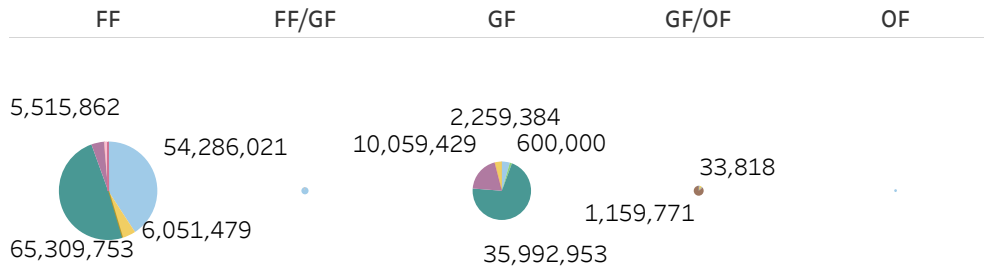 FF FF/GF GF GF/OF OF
5,515,862
2,259,384
54,286,021 10,059,429 600,000
33,818
6,051,479 1,159,771
65,309,753 35,992,953